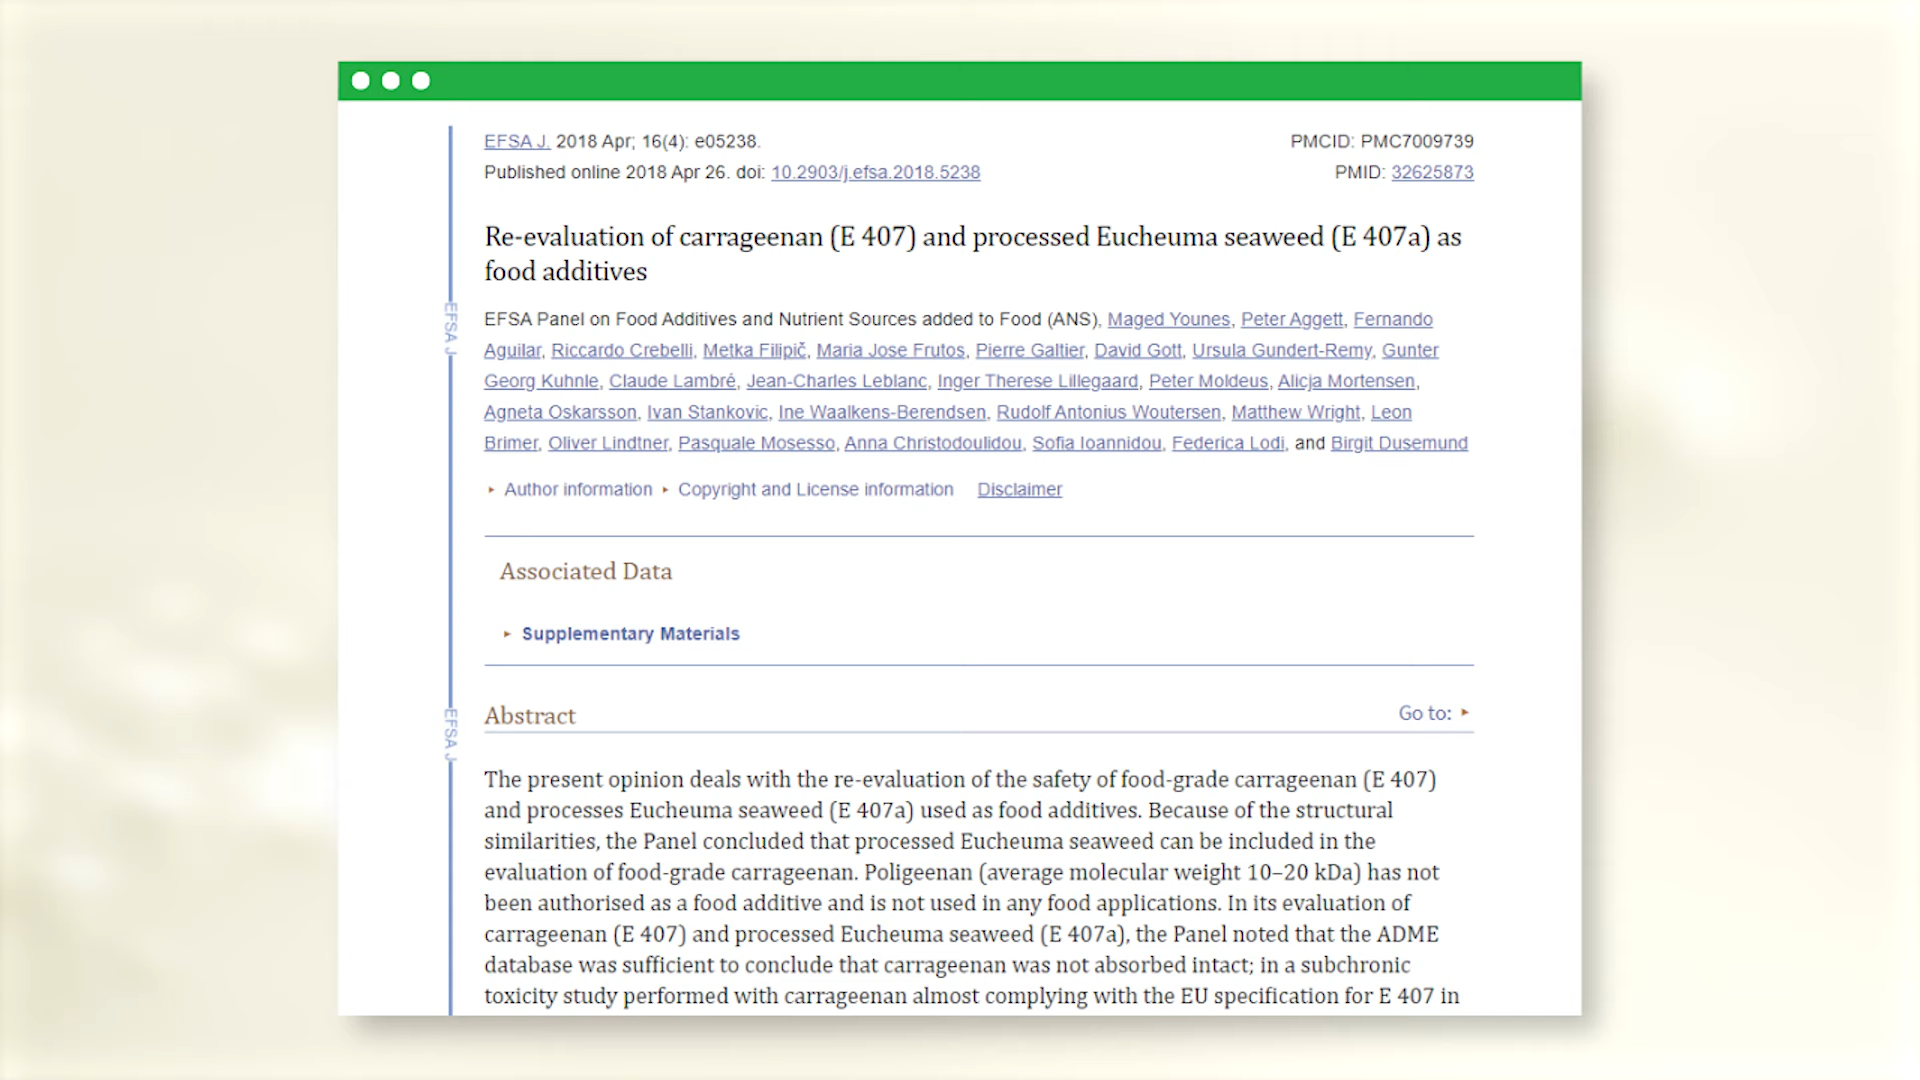 EFSA J. 2018 Apr; 16(4): e05238.
PMCID: PMC7009739
Published online 2018 Apr 26. doi: 10.2903/j.efsa.2018.5238
PMID: 32625873
Re-evaluation of carrageenan (E 407) and processed Eucheuma seaweed (E 407a) as
food additives
EFSA Panel on Food Additives and Nutrient Sources added to Food (ANS), Maged Younes, Peter Aggett, Fernando
Aguilar, Riccardo Crebelli, Metka Filipič, Maria Jose Frutos, Pierre Galtier, David Gott, Ursula Gundert-Remy, Gunter
Georg Kuhnle, Claude Lambré, Jean-Charles Leblanc, Inger Therese Lillegaard, Peter Moldeus, Alicja Mortensen,
Agneta Oskarsson, Ivan Stankovic, Ine Waalkens-Berendsen, Rudolf Antonius Woutersen, Matthew Wright, Leon
Brimer, Oliver Lindtner, Pasquale Mosesso, Anna Christodoulidou, Sofia Ioannidou, Federica Lodi, and Birgit Dusemund
Author information Copyright and License information Disclaimer
EFSA J
Associated Data
Supplementary Materials
EFSA J
Abstract
Go to:
The present opinion deals with the re-evaluation of the safety of food-grade carrageenan (E 407)
and processes Eucheuma seaweed (E 407a) used as food additives. Because of the structural
similarities, the Panel concluded that processed Eucheuma seaweed can be included in the
evaluation of food-grade carrageenan. Poligeenan (average molecular weight 10–20 kDa) has not
been authorised as a food additive and is not used in any food applications. In its evaluation of
carrageenan (E 407) and processed Eucheuma seaweed (E 407a), the Panel noted that the ADME
database was sufficient to conclude that carrageenan was not absorbed intact; in a subchronic
toxicity study performed with carrageenan almost complying with the EU specification for E 407 in